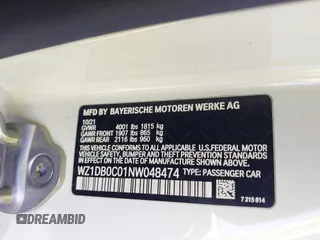 MFD BY BAYERISCHE MOTOREN WERKE AG
10/21
GVWR 4001 lbs 1815 kg
GAWR FRONT 1907 lbs 865 kg
GAWR REAR 2116 lbs 960 kg
THIS VEHICLE CONFORMS TO ALL APPLICABLE U.S. FEDERAL MOTOR
VEHICLE SAFETY, BUMPER AND THEFT PREVENTION STANDARDS IN
EFFECT ON THE DATE OF MANUFACTURE SHOWN ABOVE.
WZ1DB0C01NW048474 TYPE: PASSENGER CAR
7 315 814
DREAMBID